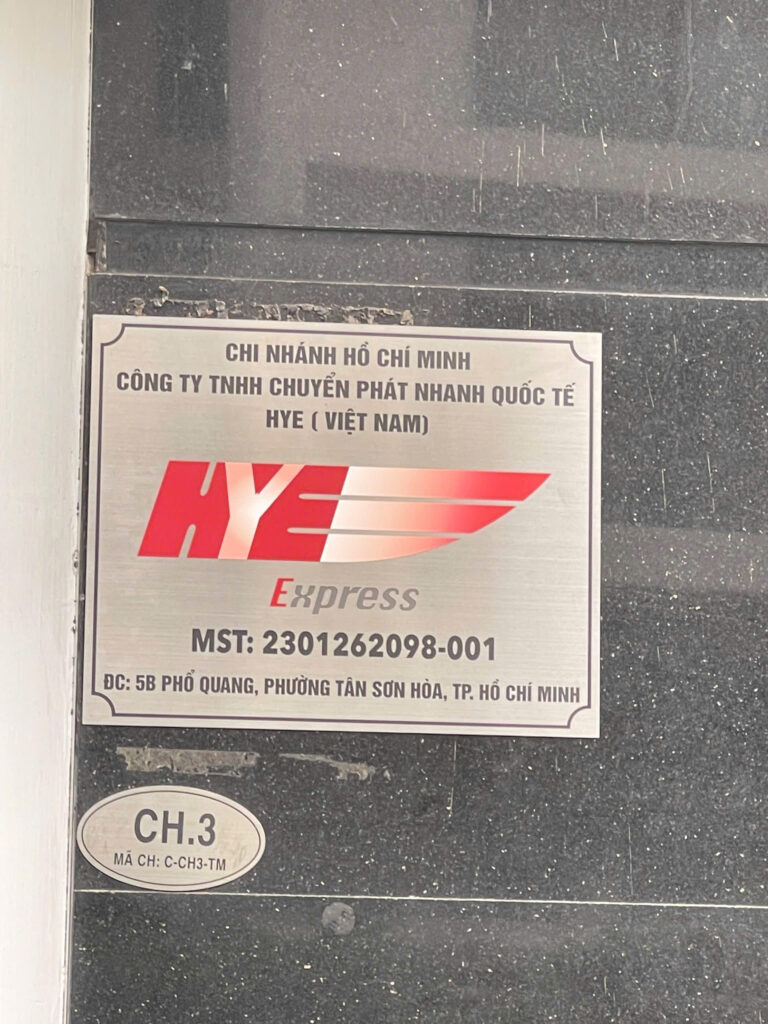 CHI NHÁNH HỒ CHÍ MINH
CÔNG TY TNHH CHUYỂN PHÁT NHANH QUỐC TẾ
HYE ( VIỆT NAM)
HYE
Express
MST: 2301262098-001
ĐC: 5B PHỔ QUANG, PHƯỜNG TÂN SƠN HÒA, TP. HỒ CHÍ MINH
CH.3
MÃ CH: C-CH3-TM